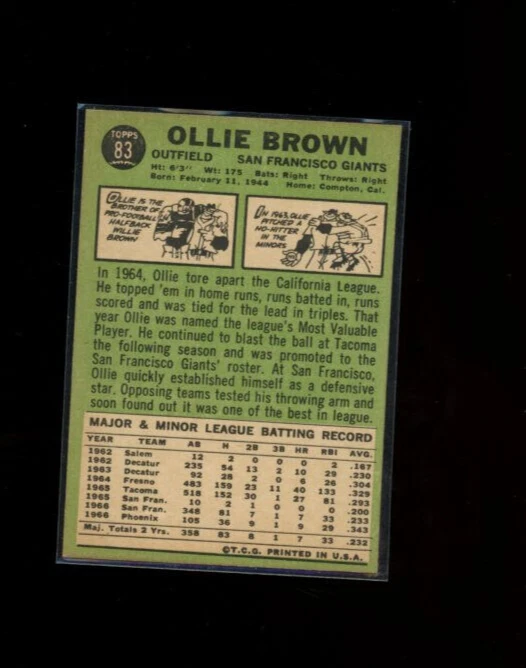 TOPPS
83
OLLIE BROWN
OUTFIELD SAN FRANCISCO GIANTS
Ht: 6'3" Wt: 175 Bats: Right Throws: Right
Born: February 11, 1944 Home: Compton, Cal.
OLLIE IS THE
BROTHER OF
PRO-FOOTBALL
HALFBACK
WILLIE
BROWN
IN 1963, OLLIE
PITCHED A
NO-HITTER
IN THE
MINORS
In 1964, Ollie tore apart the California League.
He topped 'em in home runs, runs batted in, runs
scored and was tied for the lead in triples. That
year Ollie was named the league's Most Valuable
Player. He continued to blast the ball at Tacoma
the following season and was promoted to the
San Francisco Giants' roster. At San Francisco,
Ollie quickly established himself as a defensive
star. Opposing teams tested his throwing arm and
soon found out it was one of the best in league.
MAJOR & MINOR LEAGUE BATTING RECORD
YEAR TEAM AB H 2B 3B HR RBI AVG.
1962 Salem 12 2 0 0 0 2 .167
1962 Decatur 235 54 13 2 10 29 .230
1963 Decatur 92 28 2 0 6 26 .304
1964 Fresno 483 159 23 11 40 133 .329
1965 Tacoma 518 152 30 1 27 81 .293
1965 San Fran. 10 2 1 0 0 0 .200
1966 San Fran. 348 81 7 1 7 33 .233
1966 Phoenix 105 36 9 1 9 29 .343
Maj. Totals 2 Yrs. 358 83 8 1 7 33 .232
©T.C.G. PRINTED IN U.S.A.